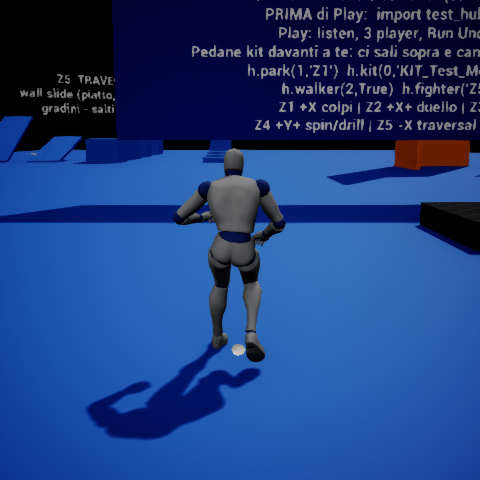 PRIMA di Play: import test_hu
Play: listen, 3 player, Run Und
Pedane kit davanti a te: ci sali sopra e can
h.park(1,'Z1') h.kit(0,'KIT_Test_M
h.walker(2,True) h.fighter('Z
Z1 +X colpi | Z2 +X+ duello | Z
Z4 +Y+ spin/drill | Z5 -X traversal
Z5 TRAVE
wall slide (piatto,
gradini - salti